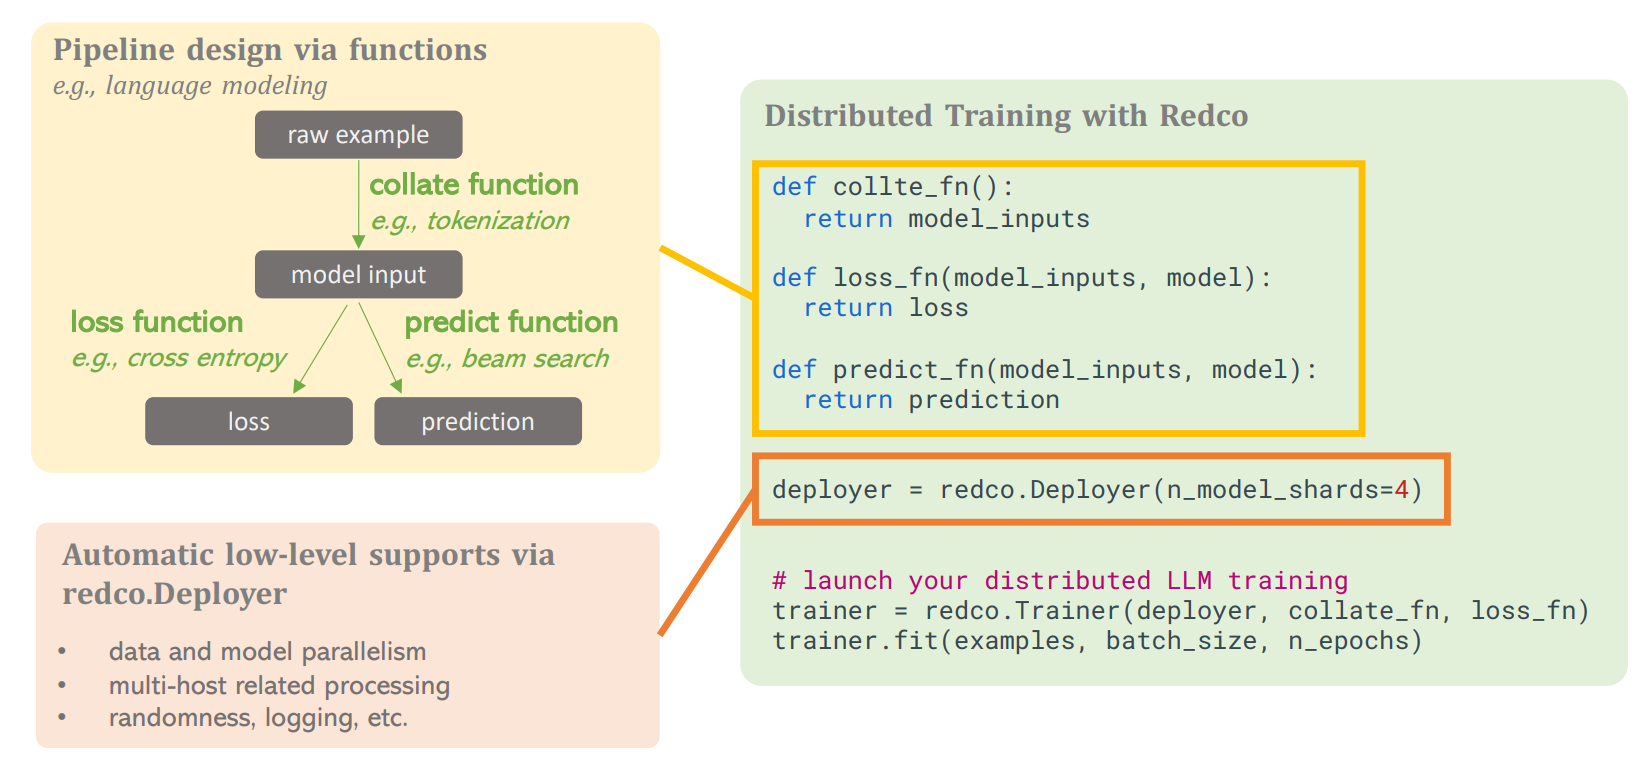 Pipeline design via functions
e.g., language modeling
raw example
collate function
e.g., tokenization
model input
loss function
e.g., cross entropy
predict function
e.g., beam search
loss
prediction
Automatic low-level supports via
redco.Deployer
• data and model parallelism
• multi-host related processing
• randomness, logging, etc.
Distributed Training with Redco
def collte_fn():
  return model_inputs
def loss_fn(model_inputs, model):
  return loss
def predict_fn(model_inputs, model):
  return prediction
deployer = redco.Deployer(n_model_shards=4)
# launch your distributed LLM training
trainer = redco.Trainer(deployer, collate_fn, loss_fn)
trainer.fit(examples, batch_size, n_epochs)